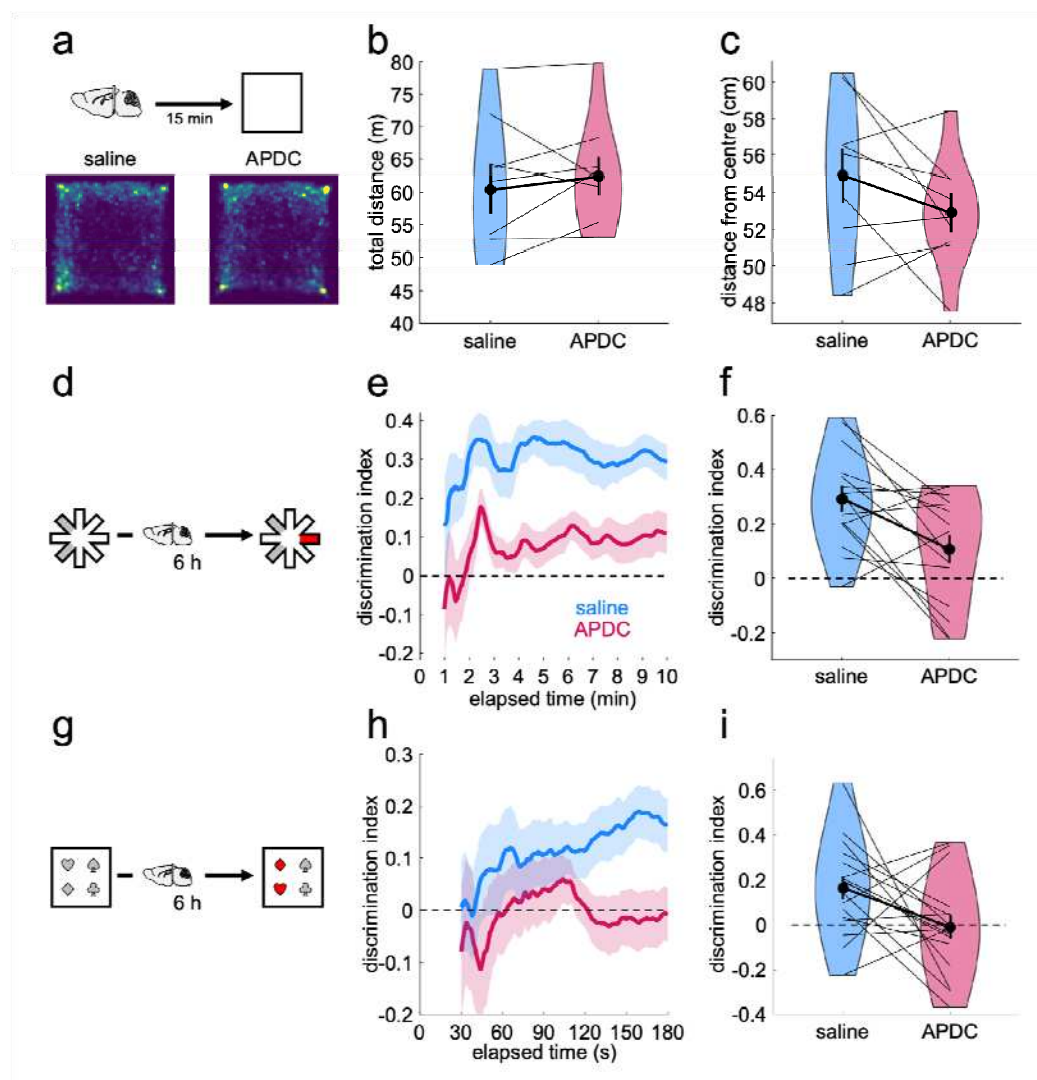 a
15 min
saline APDC
b
total distance (m)
80
75
70
65
60
55
50
45
40
saline APDC
c
distance from centre (cm)
60
58
56
54
52
50
48
saline APDC
d
6 h
e
discrimination index
0.4
0.3
0.2
0.1
0
-0.1
-0.2
saline
APDC
0 1 2 3 4 5 6 7 8 9 10
elapsed time (min)
f
discrimination index
0.6
0.4
0.2
0
-0.2
saline APDC
g
6 h
h
discrimination index
0.3
0.2
0.1
0
-0.1
-0.2
0 30 60 90 120 150 180
elapsed time (s)
i
discrimination index
0.6
0.4
0.2
0
-0.2
-0.4
saline APDC